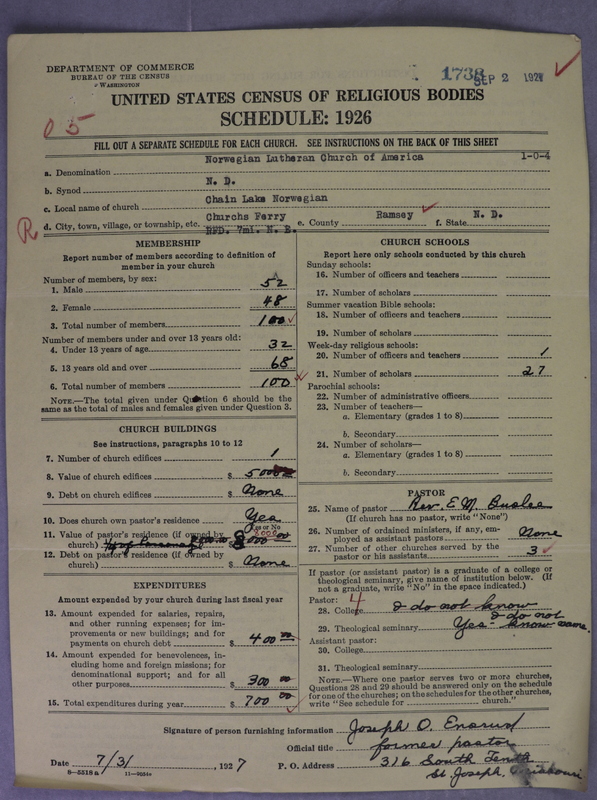 DEPARTMENT OF COMMERCE
BUREAU OF THE CENSUS
WASHINGTON
1738 SEP 2 1927
UNITED STATES CENSUS OF RELIGIOUS BODIES
SCHEDULE: 1926
05
FILL OUT A SEPARATE SCHEDULE FOR EACH CHURCH. SEE INSTRUCTIONS ON THE BACK OF THIS SHEET
a. Denomination Norwegian Lutheran Church of America 1-0-4
b. Synod N. D.
c. Local name of church Chain Lake Norwegian
d. City, town, village, or township, etc. Churchs Ferry RFD. 7mi. N. E. e. County Ramsey f. State N. D.
R
MEMBERSHIP
Report number of members according to definition of
member in your church
Number of members, by sex:
1. Male 52
2. Female 48
3. Total number of members 100
Number of members under and over 13 years old:
4. Under 13 years of age 32
5. 13 years old and over 68
6. Total number of members 100
NOTE.—The total given under Question 6 should be
same as the total of males and females given under Question 3.
CHURCH BUILDINGS
See instructions, paragraphs 10 to 12
7. Number of church edifices 1
8. Value of church edifices $ 5000
9. Debt on church edifices $ None
10. Does church own pastor's residence Yes
Yes or No
11. Value of pastor's residence (if owned by
church) $ 8000 00
12. Debt on pastor's residence (if owned by
church) $ None
EXPENDITURES
Amount expended by your church during last fiscal year
13. Amount expended for salaries, repairs,
and other running expenses; for im-
provements or new buildings; and for
payments on church debt $ 400 00
14. Amount expended for benevolences, in-
cluding home and foreign missions; for
denominational support; and for all
other purposes $ 300 00
15. Total expenditures during year $ 700 00
CHURCH SCHOOLS
Report here only schools conducted by this church
Sunday schools:
16. Number of officers and teachers
17. Number of scholars
Summer vacation Bible schools:
18. Number of officers and teachers
19. Number of scholars
Week-day religious schools:
20. Number of officers and teachers 1
21. Number of scholars 27
Parochial schools:
22. Number of administrative officers
23. Number of teachers—
a. Elementary (grades 1 to 8)
b. Secondary
24. Number of scholars—
a. Elementary (grades 1 to 8)
b. Secondary
PASTOR
25. Name of pastor Rev. E. M.
(If church has no pastor, write "None")
26. Number of ordained ministers, if any, em-
ployed as assistant pastors None
27. Number of other churches served by the
pastor or his assistants 3
If pastor (or assistant pastor) is a graduate of a college or
theological seminary, give name of institution below. (If
not a graduate, write "No" in the space indicated.)
Pastor: 4
28. College I do not know
29. Theological seminary Yes I do not know name.
Assistant pastor:
30. College
31. Theological seminary
NOTE.—Where one pastor serves two or more churches,
Questions 28 and 29 should be answered only on the schedule
for one of the churches; on the schedules for the other churches,
write "See schedule for church."
Signature of person furnishing information Joseph O.
Official title former pastor
Date 7/31, 1927 P. O. Address 316 South Tenth
St Joseph, Missouri
8—5518 a 11—9254c